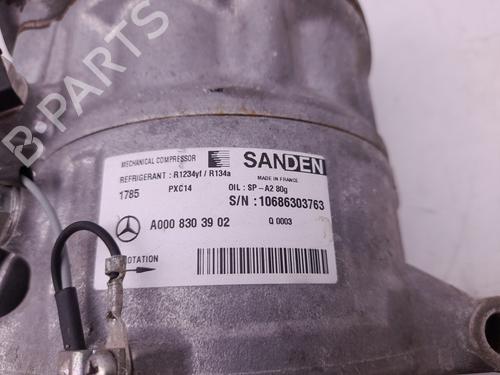 MECHANICAL COMPRESSOR SANDEN
REFRIGERANT : R1234yf / R134a MADE IN FRANCE
1785 PXC14 OIL : SP-A2 80g
S/N :10686303763
A000 830 39 02 Q 0003
ROTATION
B PARTS